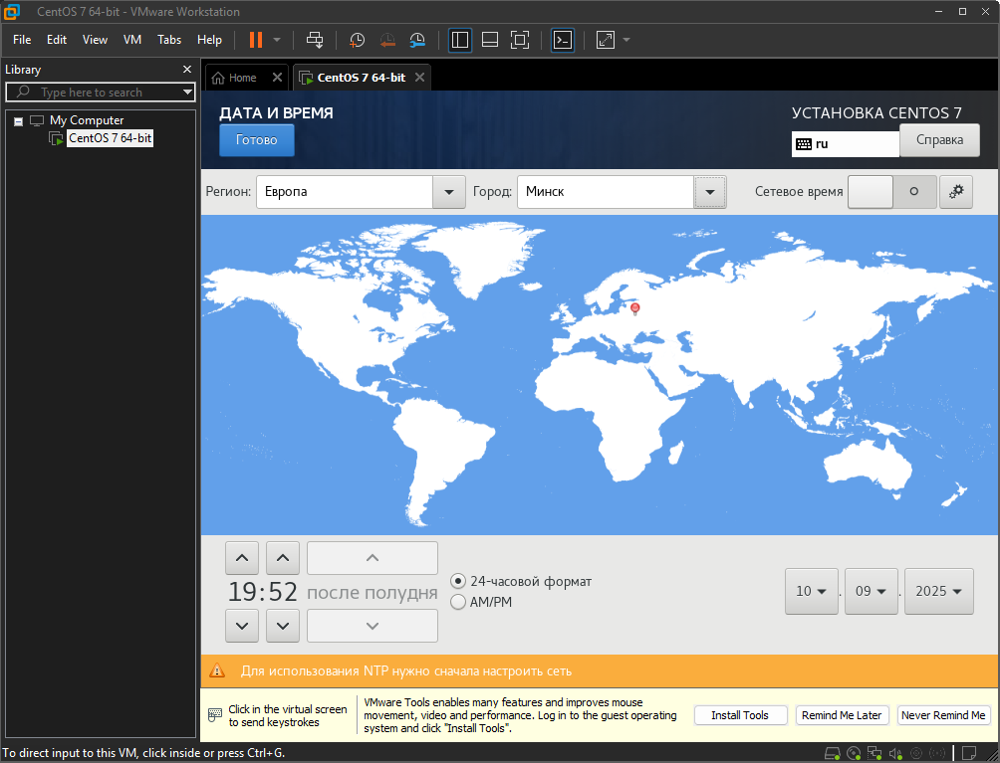 CentOS 7 64-bit - VMware Workstation
File Edit View VM Tabs Help
Library
Type here to search
My Computer
CentOS 7 64-bit
Home
CentOS 7 64-bit
ДАТА И ВРЕМЯ
Готово
УСТАНОВКА CENTOS 7
ru
Справка
Регион: Европа Город: Минск Сетевое время
19:52 после полудня
24-часовой формат
AM/PM
10 . 09 . 2025
Для использования NTP нужно сначала настроить сеть
Click in the virtual screen
to send keystrokes
VMware Tools enables many features and improves mouse
movement, video and performance. Log in to the guest operating
system and click "Install Tools".
Install Tools
Remind Me Later
Never Remind Me
To direct input to this VM, click inside or press Ctrl+G.